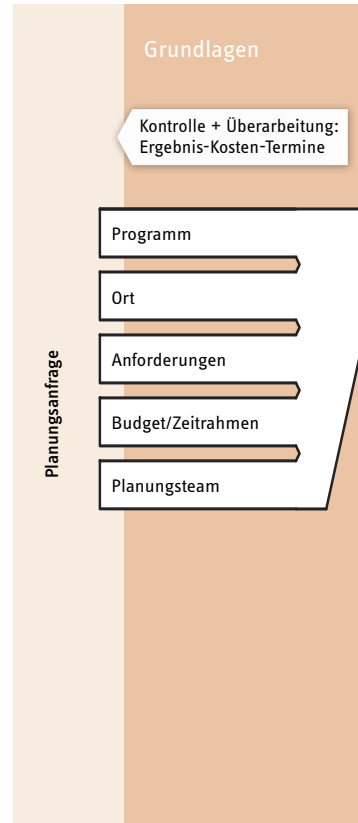 Grundlagen
Kontrolle + Überarbeitung:
Ergebnis-Kosten-Termine
Programm
Ort
Anforderungen
Budget/Zeitrahmen
Planungsteam
Planungsanfrage